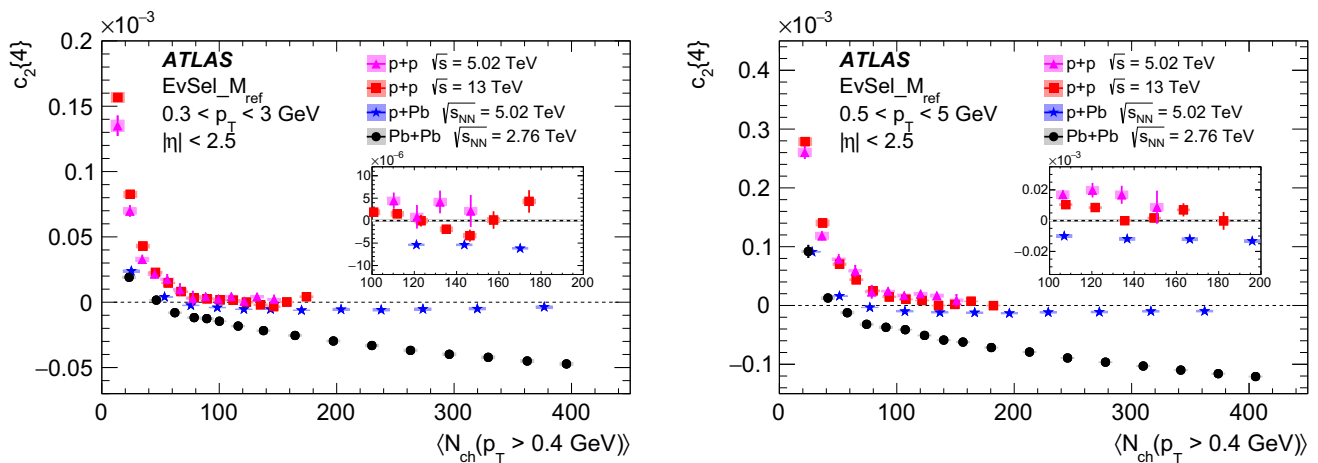 ×10⁻³
c₂{4}
0.2
0.15
0.1
0.05
0
−0.05
ATLAS
EvSel_M_ref
0.3 < p_T < 3 GeV
|η| < 2.5
p+p √s = 5.02 TeV
p+p √s = 13 TeV
p+Pb √s_NN = 5.02 TeV
Pb+Pb √s_NN = 2.76 TeV
×10⁻⁶
10
5
0
−5
−10
100 120 140 160 180 200
0 100 200 300 400
⟨N_ch(p_T > 0.4 GeV)⟩
×10⁻³
c₂{4}
0.4
0.3
0.2
0.1
0
−0.1
ATLAS
EvSel_M_ref
0.5 < p_T < 5 GeV
|η| < 2.5
p+p √s = 5.02 TeV
p+p √s = 13 TeV
p+Pb √s_NN = 5.02 TeV
Pb+Pb √s_NN = 2.76 TeV
×10⁻³
0.02
0
−0.02
100 120 140 160 180 200
0 100 200 300 400
⟨N_ch(p_T > 0.4 GeV)⟩